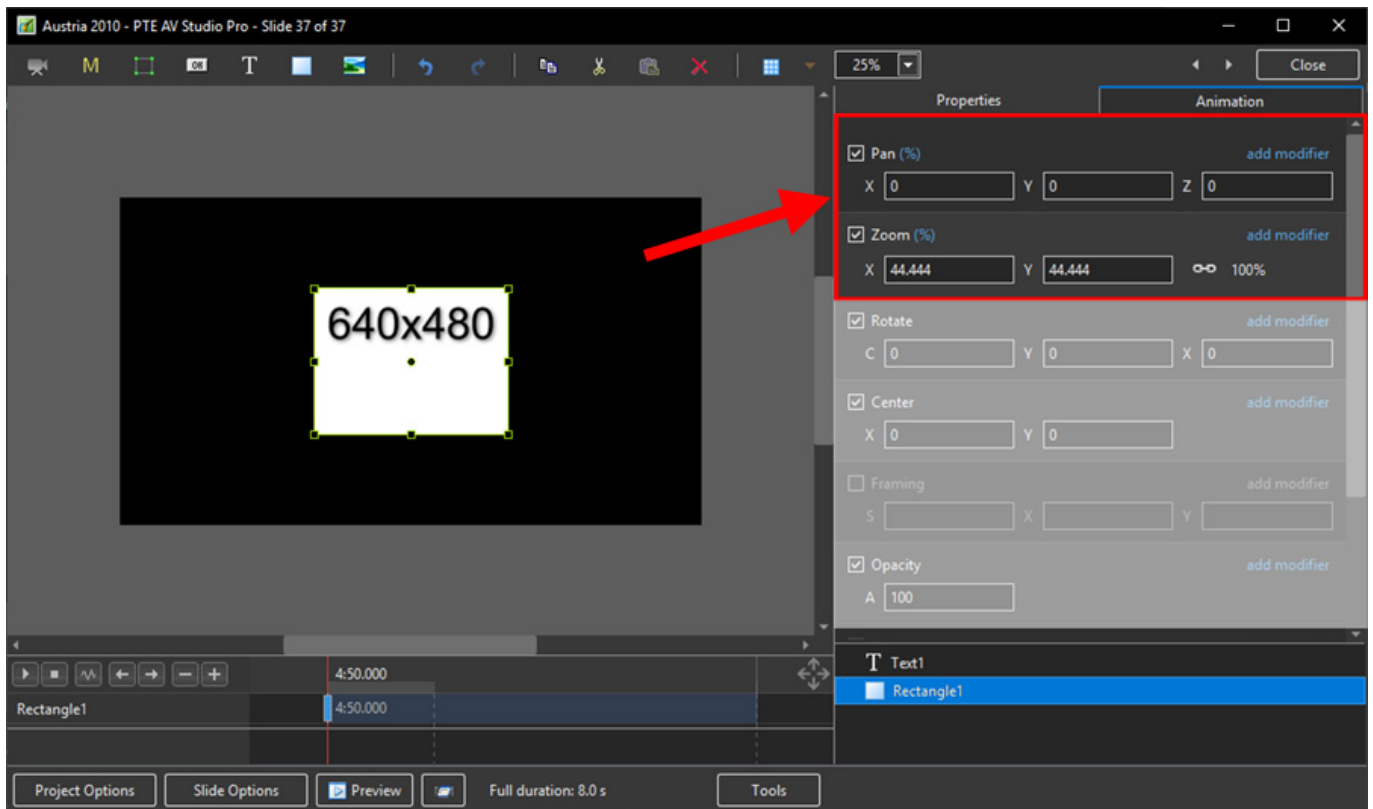 Austria 2010 - PTE AV Studio Pro - Slide 37 of 37
M OK T 25% Close
Properties Animation
Pan (%) add modifier
X 0 Y 0 Z 0
Zoom (%) add modifier
X 44.444 Y 44.444 100%
640x480
Rotate add modifier
C 0 Y 0 X 0
Center add modifier
X 0 Y 0
Framing add modifier
S X Y
Opacity add modifier
A 100
4:50.000
T Text1
Rectangle1 4:50.000
Rectangle1
Project Options Slide Options Preview Full duration: 8.0 s Tools